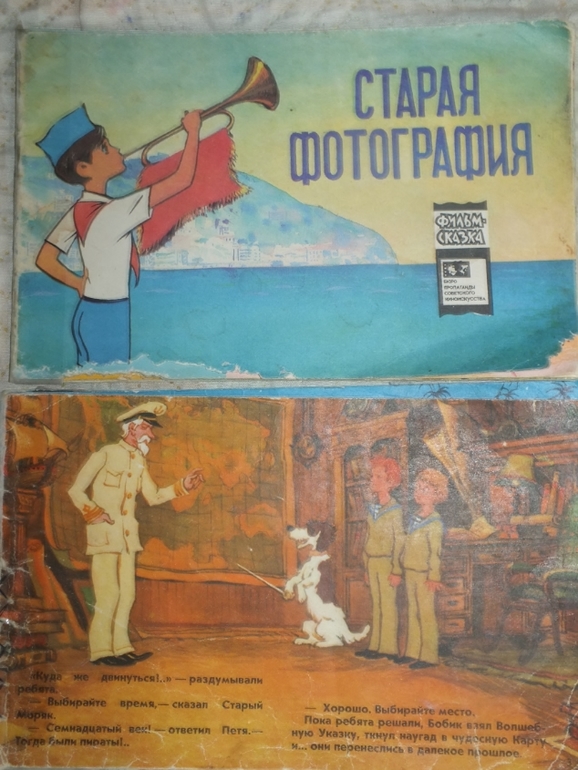 СТАРАЯ
ФОТОГРАФИЯ
ФИЛЬМ-
СКАЗКА
БЮРО
ПРОПАГАНДЫ
СОВЕТСКОГО
КИНОИСКУССТВА
«Куда же двинуться!..» — раздумывали
ребята.
— Выбирайте время, — сказал Старый
Моряк.
— Семнадцатый век! — ответил Петя. —
Тогда были пираты!..
— Хорошо. Выбирайте место.
Пока ребята решали, Бобик взял Волшеб-
ную Указку, ткнул наугад в чудесную Карту
и... они перенеслись в далекое прошлое.